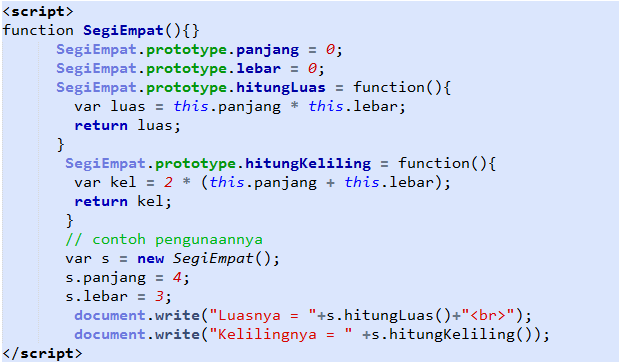 <script>
function SegiEmpat(){}
SegiEmpat.prototype.panjang = 0;
SegiEmpat.prototype.lebar = 0;
SegiEmpat.prototype.hitungLuas = function(){
var luas = this.panjang * this.lebar;
return luas;
}
SegiEmpat.prototype.hitungKeliling = function(){
var kel = 2 * (this.panjang + this.lebar);
return kel;
}
// contoh pengunaannya
var s = new SegiEmpat();
s.panjang = 4;
s.lebar = 3;
document.write("Luasnya = "+s.hitungLuas()+"<br>");
document.write("Kelilingnya = " +s.hitungKeliling());
</script>